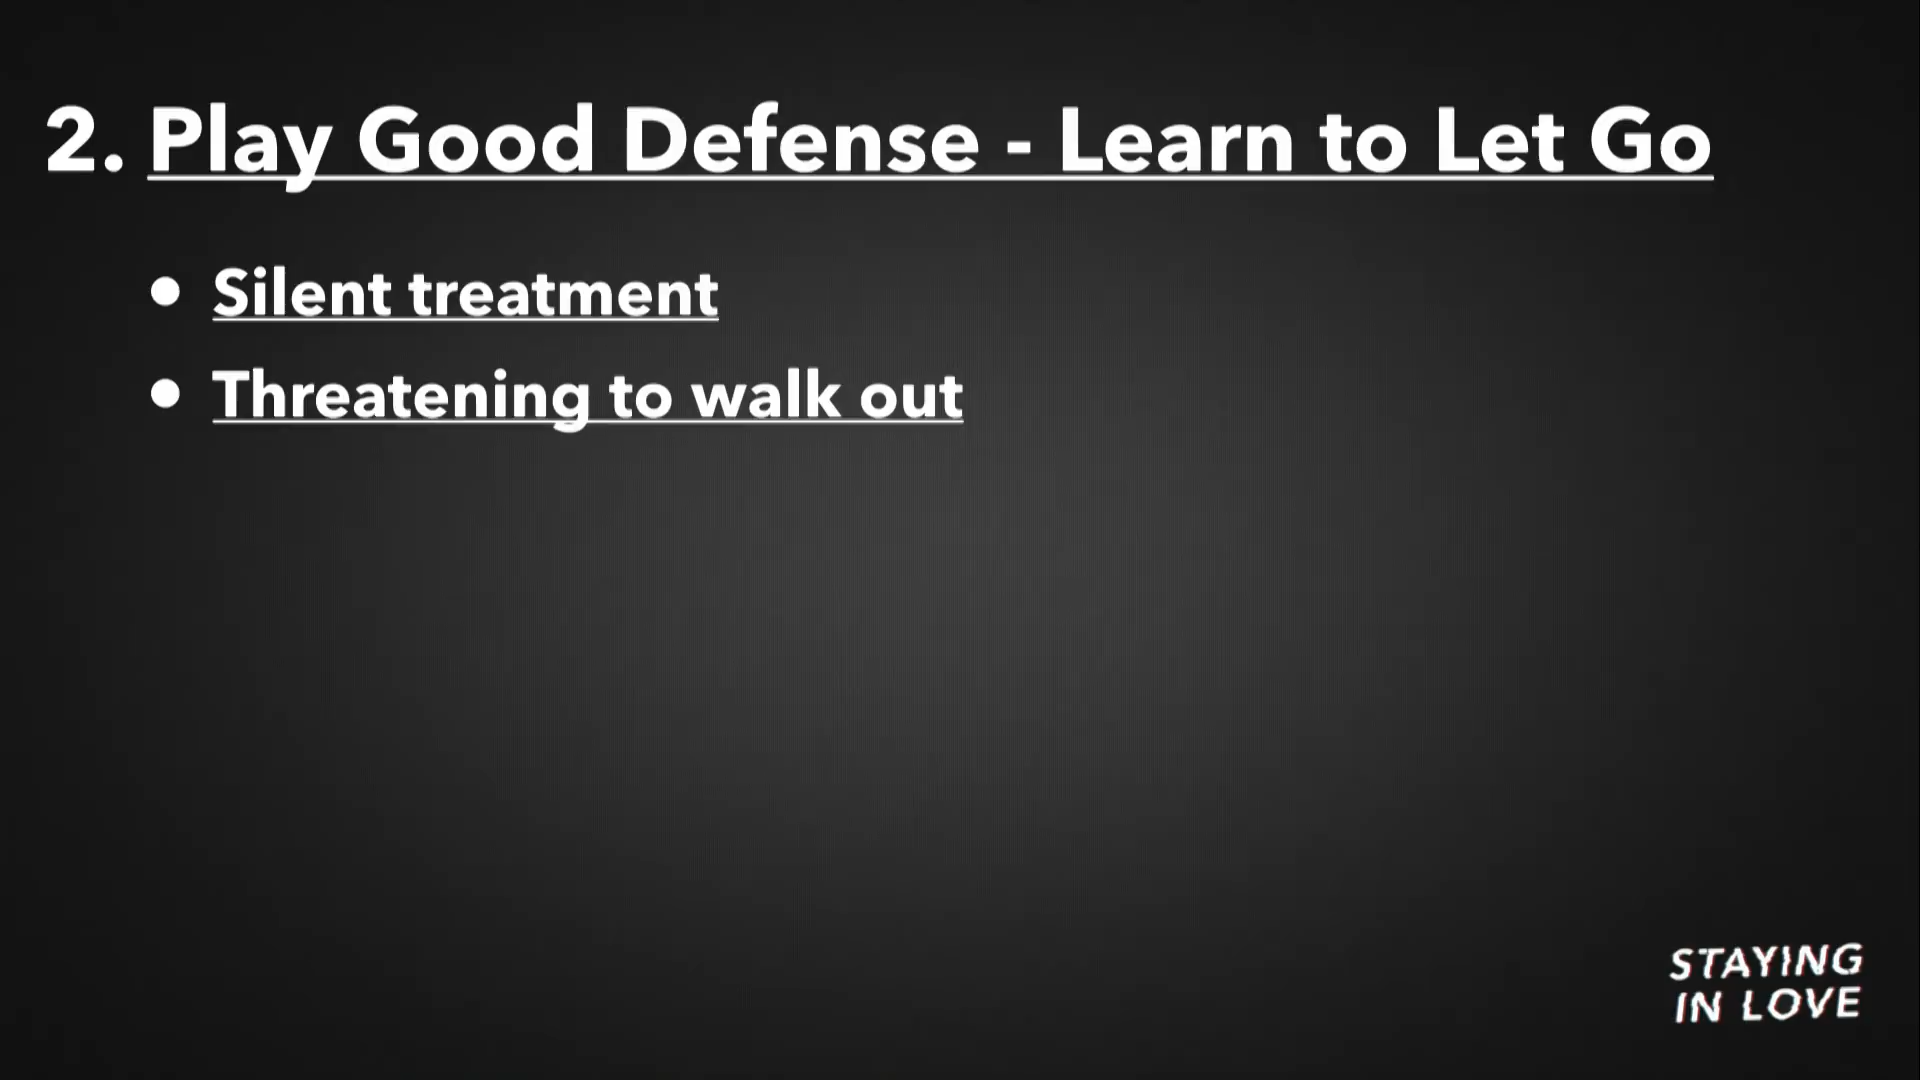 2. Play Good Defense - Learn to Let Go
• Silent treatment
• Threatening to walk out
STAYING
IN LOVE